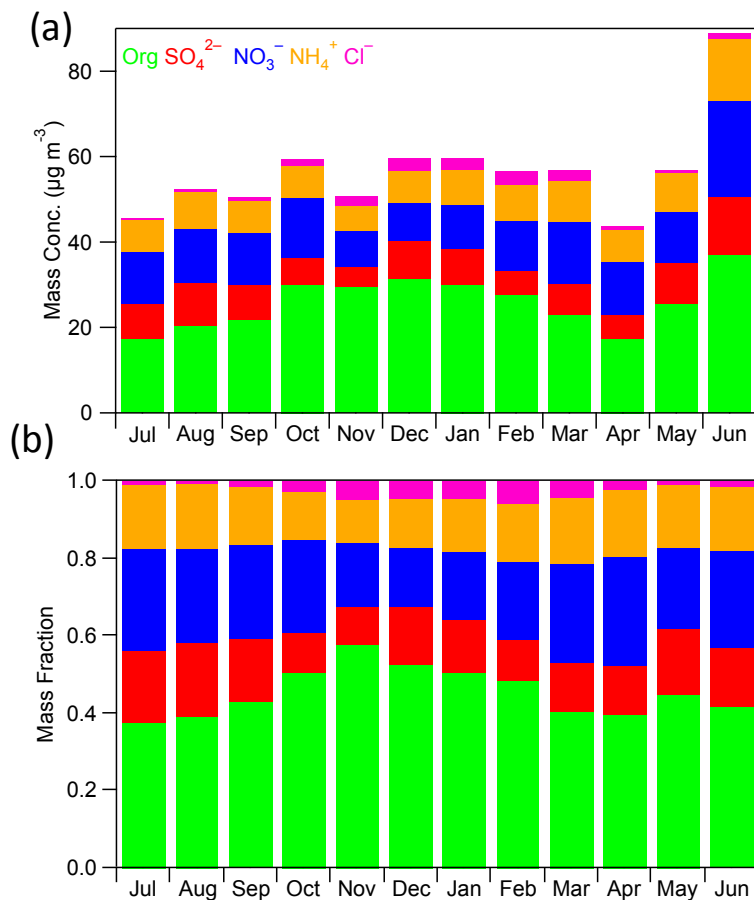 (a)
Org SO₄²⁻ NO₃⁻ NH₄⁺ Cl⁻
80
60
40
20
0
Mass Conc. (µg m⁻³)
Jul Aug Sep Oct Nov Dec Jan Feb Mar Apr May Jun
(b)
1.0
0.8
0.6
0.4
0.2
0.0
Mass Fraction
Jul Aug Sep Oct Nov Dec Jan Feb Mar Apr May Jun